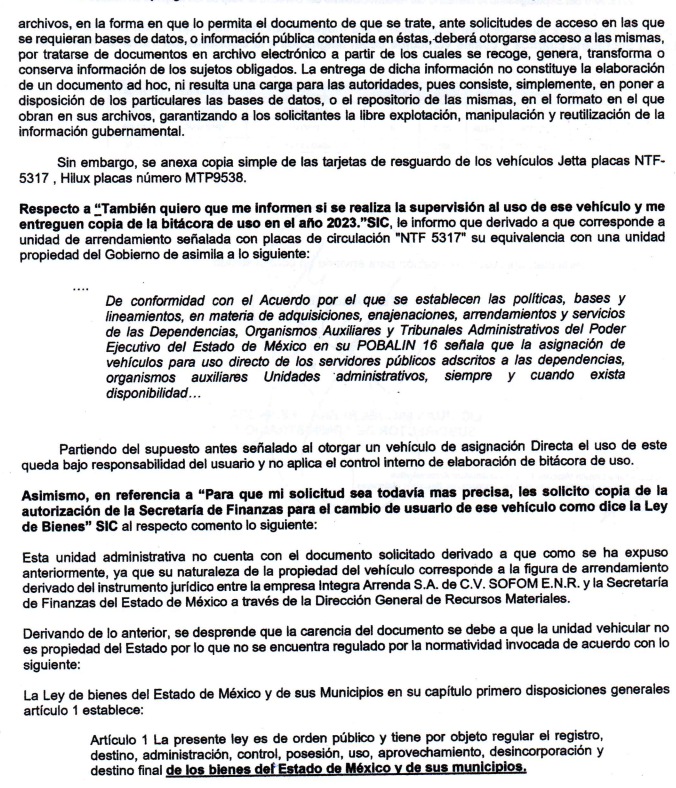 archivos, en la forma en que lo permita el documento de que se trate, ante solicitudes de acceso en las que
se requieran bases de datos, o información pública contenida en éstas, deberá otorgarse acceso a las mismas,
por tratarse de documentos en archivo electrónico a partir de los cuales se recoge, genera, transforma o
conserva información de los sujetos obligados. La entrega de dicha información no constituye la elaboración
de un documento ad hoc, ni resulta una carga para las autoridades, pues consiste, simplemente, en poner a
disposición de los particulares las bases de datos, o el repositorio de las mismas, en el formato en el que
obran en sus archivos, garantizando a los solicitantes la libre explotación, manipulación y reutilización de la
información gubernamental.
Sin embargo, se anexa copia simple de las tarjetas de resguardo de los vehículos Jetta placas NTF-
5317 , Hilux placas número MTP9538.
Respecto a "También quiero que me informen si se realiza la supervisión al uso de ese vehículo y me
entreguen copia de la bitácora de uso en el año 2023."SIC, le informo que derivado a que corresponde a
unidad de arrendamiento señalada con placas de circulación "NTF 5317" su equivalencia con una unidad
propiedad del Gobierno de asimila a lo siguiente:
....
De conformidad con el Acuerdo por el que se establecen las políticas, bases y
lineamientos, en materia de adquisiciones, enajenaciones, arrendamientos y servicios
de las Dependencias, Organismos Auxiliares y Tribunales Administrativos del Poder
Ejecutivo del Estado de México en su POBALIN 16 señala que la asignación de
vehículos para uso directo de los servidores públicos adscritos a las dependencias,
organismos auxiliares Unidades administrativos, siempre y cuando exista
disponibilidad...
Partiendo del supuesto antes señalado al otorgar un vehículo de asignación Directa el uso de este
queda bajo responsabilidad del usuario y no aplica el control interno de elaboración de bitácora de uso.
Asimismo, en referencia a "Para que mi solicitud sea todavía mas precisa, les solicito copia de la
autorización de la Secretaría de Finanzas para el cambio de usuario de ese vehículo como dice la Ley
de Bienes" SIC al respecto comento lo siguiente:
Esta unidad administrativa no cuenta con el documento solicitado derivado a que como se ha expuso
anteriormente, ya que su naturaleza de la propiedad del vehículo corresponde a la figura de arrendamiento
derivado del instrumento jurídico entre la empresa Integra Arrenda S.A. de C.V. SOFOM E.N.R. y la Secretaría
de Finanzas del Estado de México a través de la Dirección General de Recursos Materiales.
Derivando de lo anterior, se desprende que la carencia del documento se debe a que la unidad vehicular no
es propiedad del Estado por lo que no se encuentra regulado por la normatividad invocada de acuerdo con lo
siguiente:
La Ley de bienes del Estado de México y de sus Municipios en su capítulo primero disposiciones generales
artículo 1 establece:
Artículo 1 La presente ley es de orden público y tiene por objeto regular el registro,
destino, administración, control, posesión, uso, aprovechamiento, desincorporación y
destino final de los bienes del Estado de México y de sus municipios.